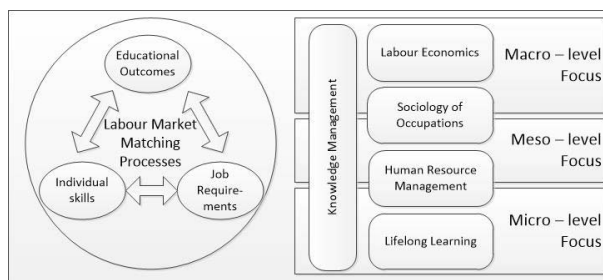 Educational
Outcomes
Labour Market
Matching
Processes
Individual
skills
Job
Require-
ments
Knowledge Management
Labour Economics
Sociology of
Occupations
Human Resource
Management
Lifelong Learning
Macro – level
Focus
Meso – level
Focus
Micro – level
Focus